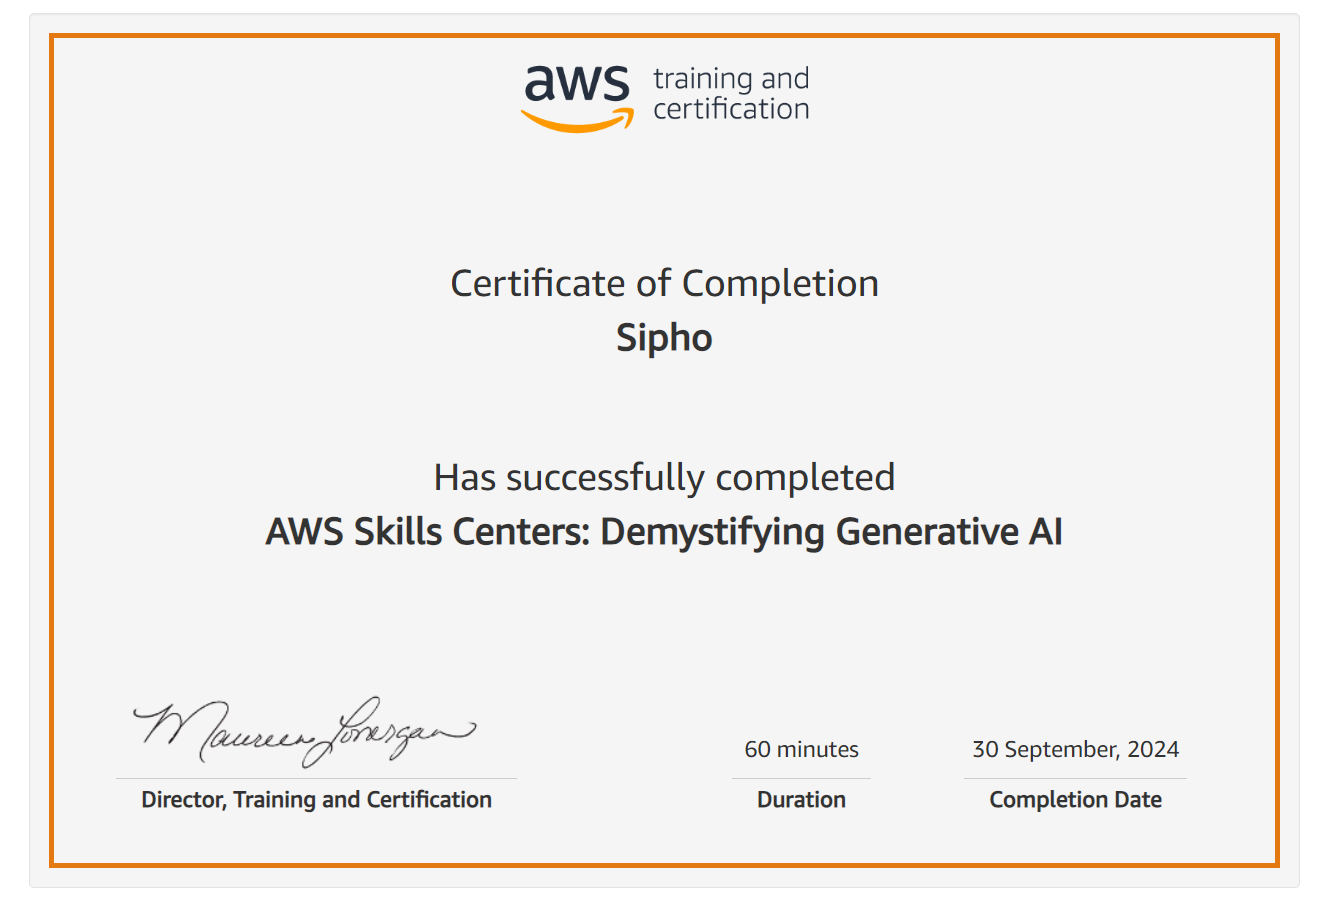 aws training and
certification
Certificate of Completion
Sipho
Has successfully completed
AWS Skills Centers: Demystifying Generative AI
Maureen Lonergan
60 minutes
30 September, 2024
Director, Training and Certification
Duration
Completion Date